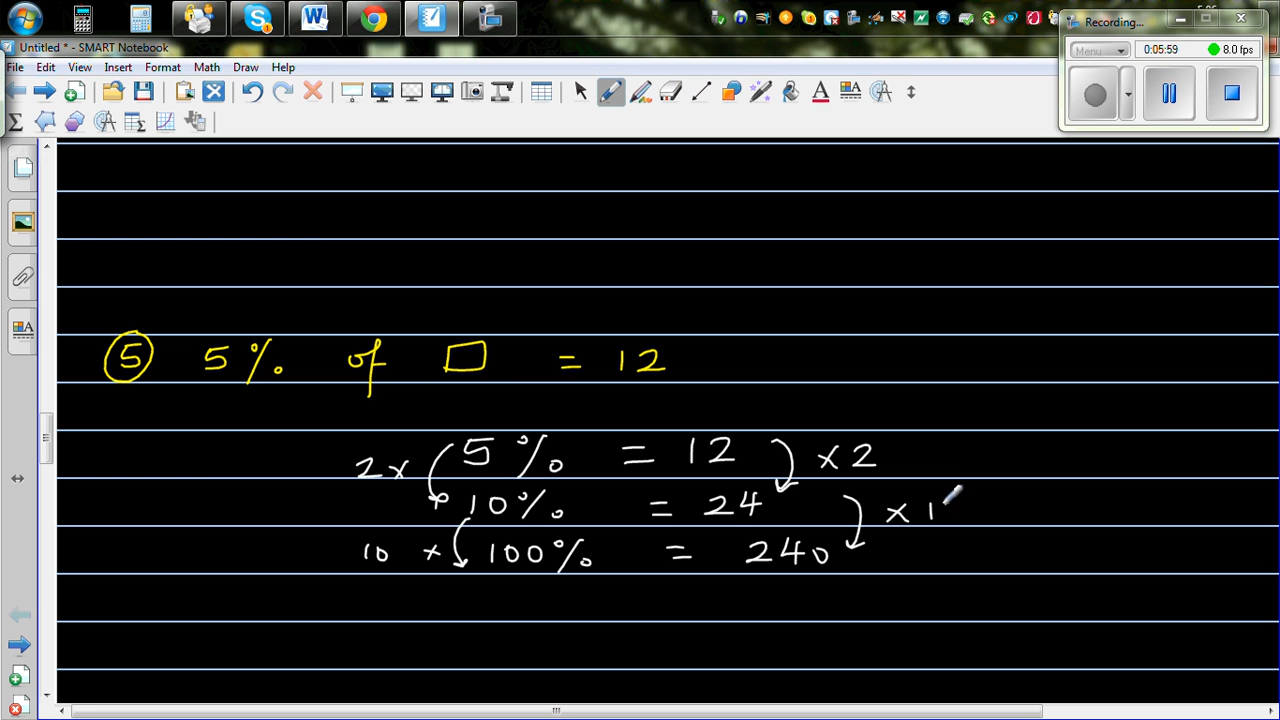 Recording...
Untitled * - SMART Notebook
Menu
0:05:59
8.0 fps
File Edit View Insert Format Math Draw Help
⑤ 5% of □ = 12
2 × 5% = 12 × 2
10% = 24 × 1
10 × 100% = 240